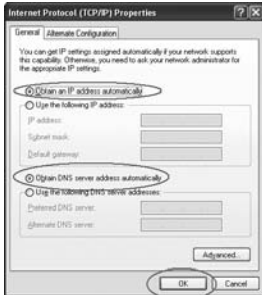 Internet Protocol (TCP/IP) Properties
General Alternate Configuration
You can get IP settings assigned automatically if your network supports
this capability. Otherwise, you need to ask your network administrator for
the appropriate IP settings.
Obtain an IP address automatically
Use the following IP address:
IP address:
Subnet mask:
Default gateway:
Obtain DNS server address automatically
Use the following DNS server addresses:
Preferred DNS server:
Alternate DNS server:
Advanced...
OK Cancel